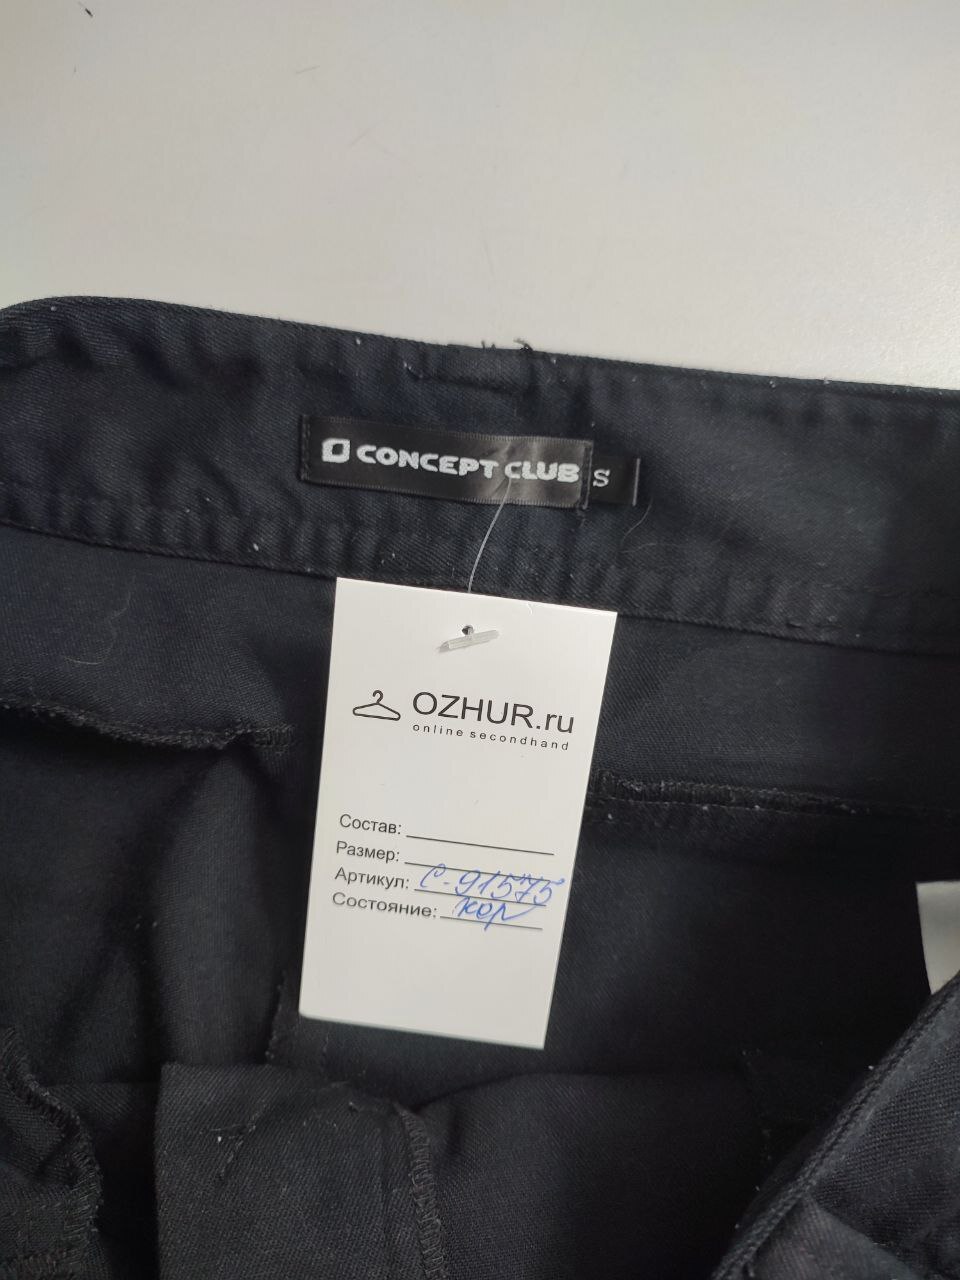 CONCEPT CLUB S
OZHUR.ru
online secondhand
Состав:
Размер:
Артикул: С-91575
Состояние: хор